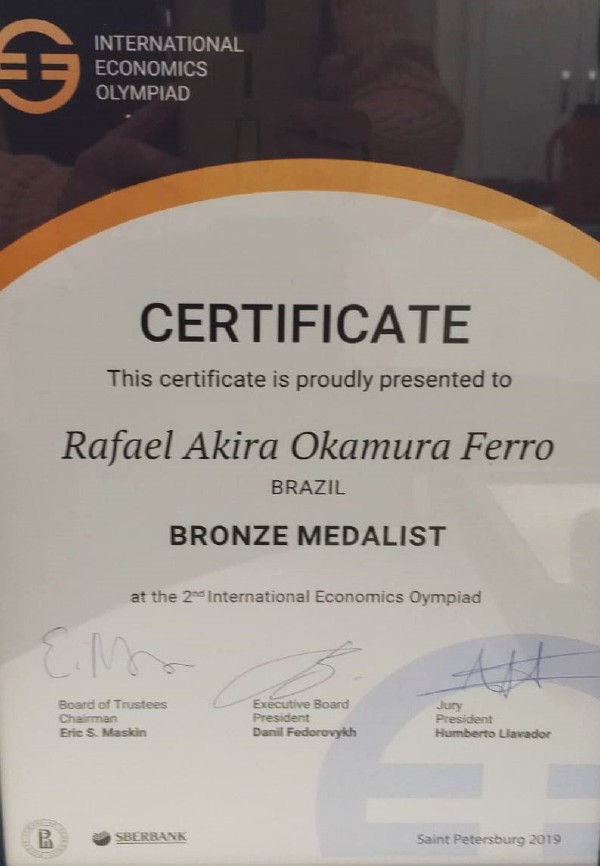 INTERNATIONAL
ECONOMICS
OLYMPIAD
CERTIFICATE
This certificate is proudly presented to
Rafael Akira Okamura Ferro
BRAZIL
BRONZE MEDALIST
at the 2nd International Economics Oympiad
Board of Trustees
Chairman
Eric S. Maskin
Executive Board
President
Danil Fedorovykh
Jury
President
Humberto Llavador
SBERBANK
Saint Petersburg 2019